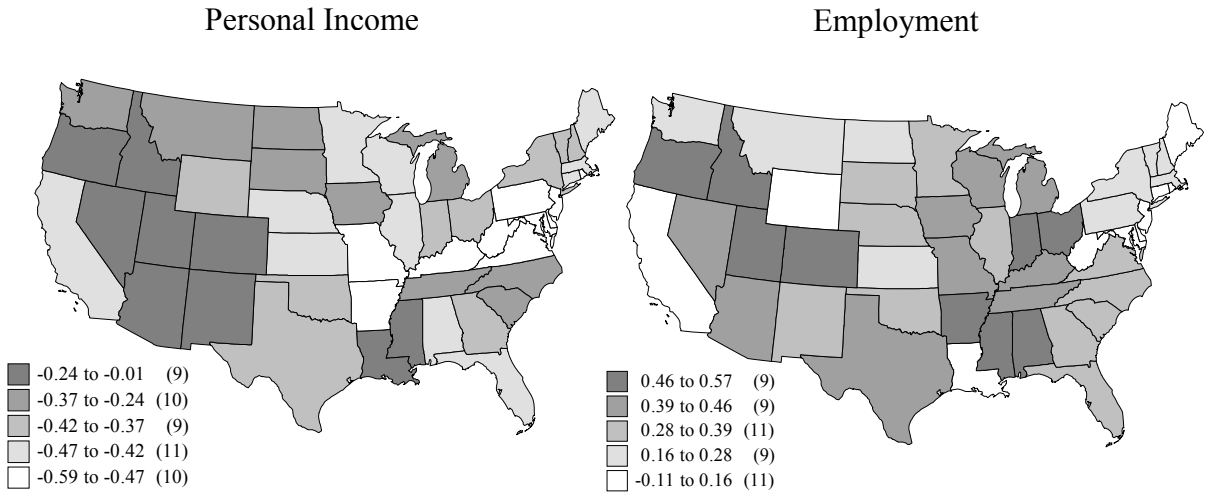 Personal Income
Employment
-0.24 to -0.01 (9)
-0.37 to -0.24 (10)
-0.42 to -0.37 (9)
-0.47 to -0.42 (11)
-0.59 to -0.47 (10)
0.46 to 0.57 (9)
0.39 to 0.46 (9)
0.28 to 0.39 (11)
0.16 to 0.28 (9)
-0.11 to 0.16 (11)